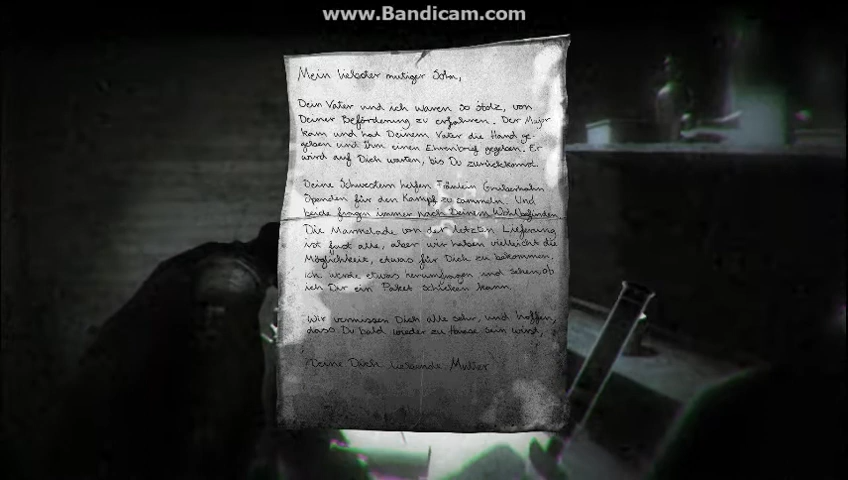 www.Bandicam.com
Mein liebster mutiger Sohn,
Dein Vater und ich waren so stolz, von
Deiner Beförderung zu erfahren. Der Major
kam und hat Deinem Vater die Hand ge-
geben und Ihm einen Ehrenbrief gegeben. Er
wird auf Dich warten, bis Du zurückkommst.
Deine Schwestern helfen Fräulein
Spenden für den Kampf zu sammeln. Und
beide fragen immer nach Deinem Wohlbefinden.
Die Marmelade von der letzten Lieferung
ist fast alle, aber wir haben vielleicht die
Möglichkeit, etwas für Dich zu bekommen.
Ich werde etwas herumfragen und sehen, ob
ich Dir ein Paket schicken kann.
Wir vermissen Dich alle sehr, und hoffen,
dass Du bald wieder zu Hause sein wirst,
Deine Dich liebende Mutter